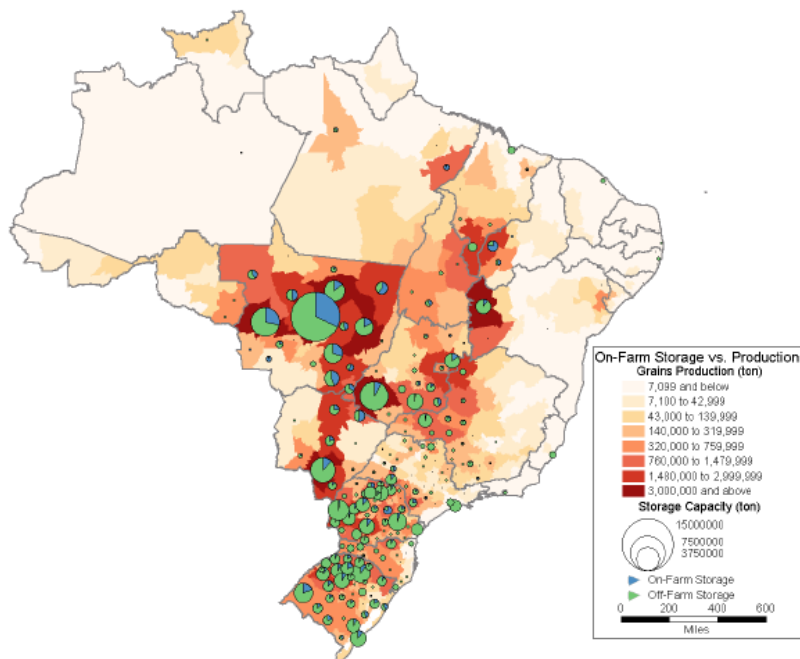 On-Farm Storage vs. Production
Grains Production (ton)
7,099 and below
7,100 to 42,999
43,000 to 139,999
140,000 to 319,999
320,000 to 759,999
760,000 to 1,479,999
1,480,000 to 2,999,999
3,000,000 and above
Storage Capacity (ton)
15000000
7500000
3750000
On-Farm Storage
Off-Farm Storage
0 200 400 600
Miles